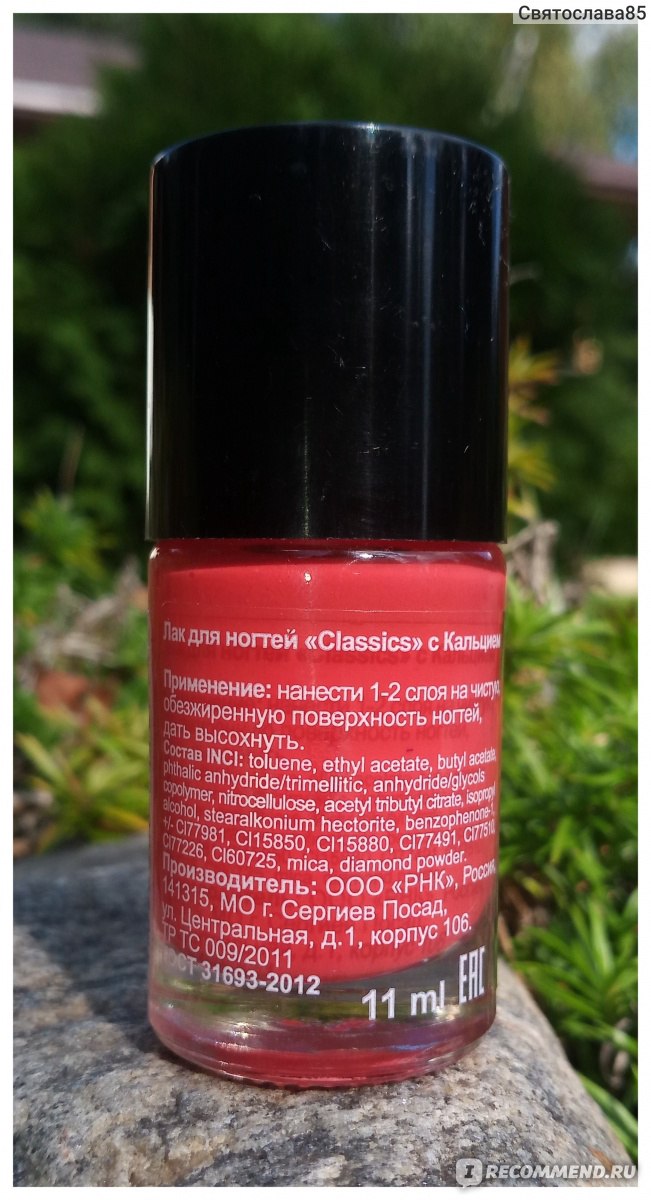 Святослава85
Лак для ногтей «Classics» с Кальцием
Применение: нанести 1-2 слоя на чистую,
обезжиренную поверхность ногтей,
дать высохнуть.
Состав INCI: toluene, ethyl acetate, butyl acetate,
phthalic anhydride/trimellitic, anhydride/glycols
copolymer, nitrocellulose, acetyl tributyl citrate, isopropyl
alcohol, stearalkonium hectorite, benzophenone-1,
+/- CI77981, CI15850, CI15880, CI77491, CI77510,
CI77226, CI60725, mica, diamond powder.
Производитель: ООО «РНК», Россия,
141315, МО г. Сергиев Посад,
ул. Центральная, д.1, корпус 106.
ТР ТС 009/2011
ГОСТ 31693-2012
11 ml EAC
IRECOMMEND.RU